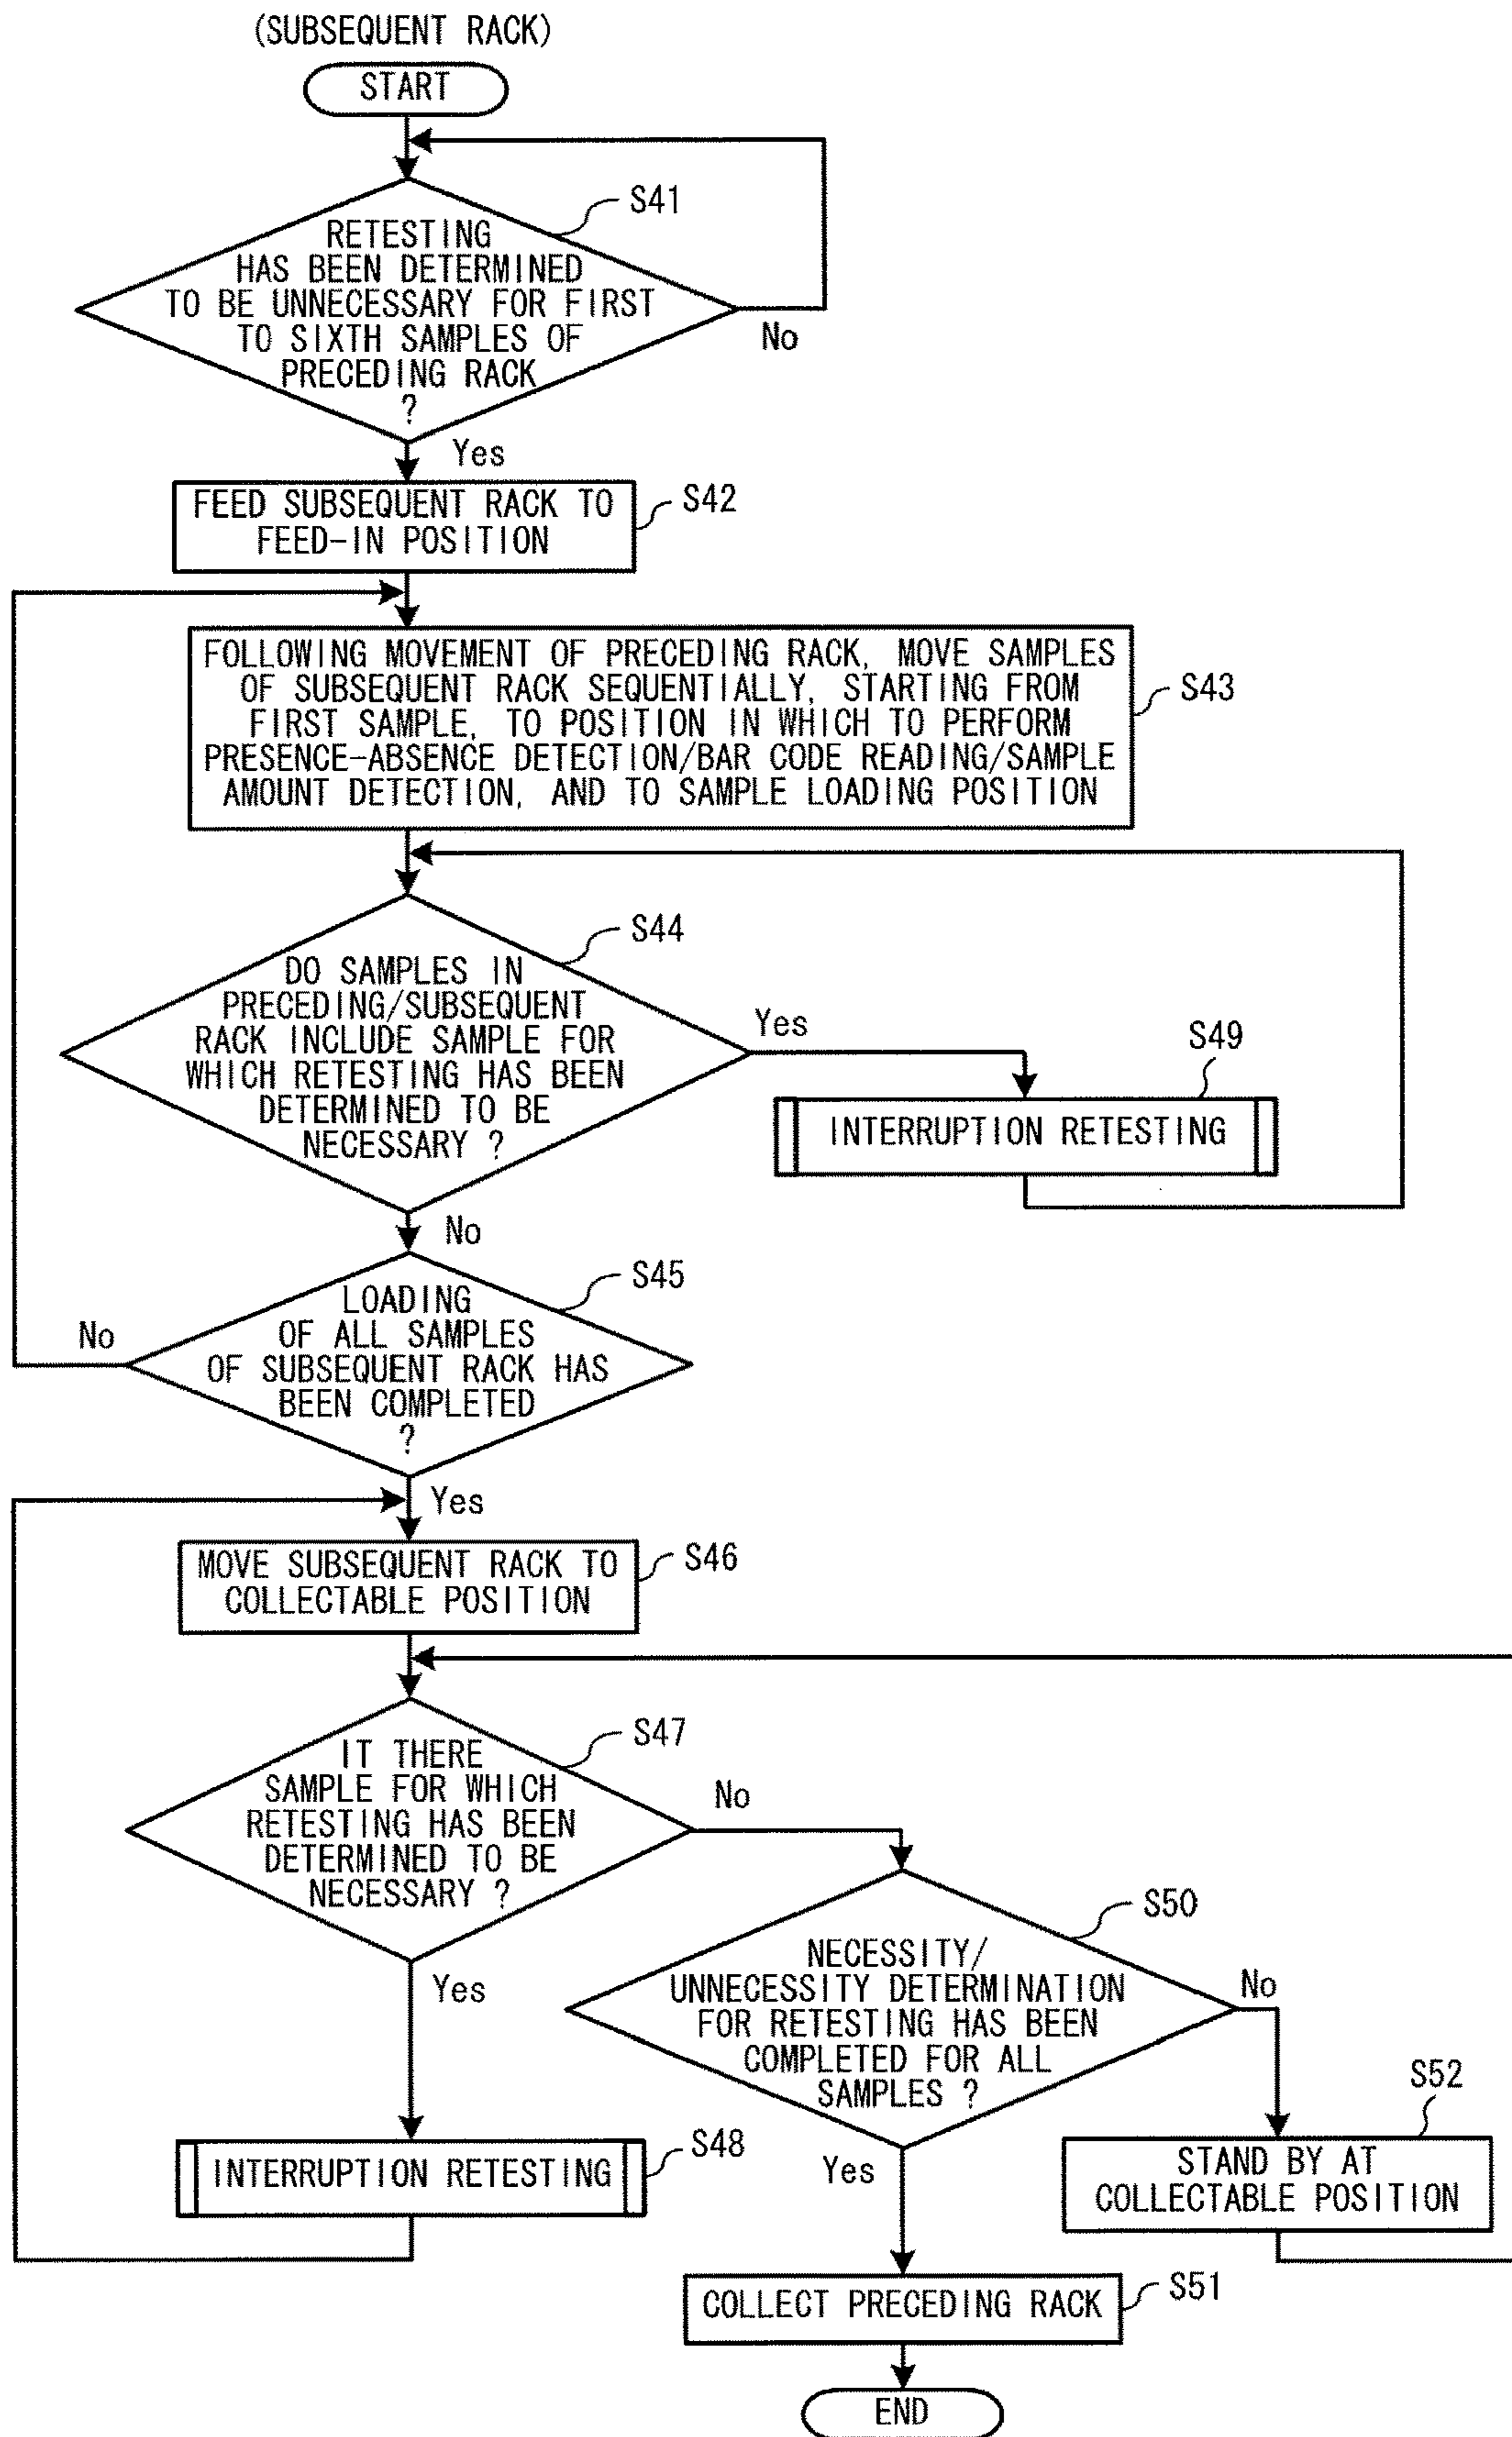 (SUBSEQUENT RACK)
START
S41
RETESTING
HAS BEEN DETERMINED
TO BE UNNECESSARY FOR FIRST
TO SIXTH SAMPLES OF
PRECEDING RACK
?
No
Yes
FEED SUBSEQUENT RACK TO
FEED-IN POSITION
S42
FOLLOWING MOVEMENT OF PRECEDING RACK, MOVE SAMPLES
OF SUBSEQUENT RACK SEQUENTIALLY, STARTING FROM
FIRST SAMPLE, TO POSITION IN WHICH TO PERFORM
PRESENCE-ABSENCE DETECTION/BAR CODE READING/SAMPLE
AMOUNT DETECTION, AND TO SAMPLE LOADING POSITION
S43
S44
DO SAMPLES IN
PRECEDING/SUBSEQUENT
RACK INCLUDE SAMPLE FOR
WHICH RETESTING HAS BEEN
DETERMINED TO BE
NECESSARY ?
Yes
S49
INTERRUPTION RETESTING
No
S45
LOADING
OF ALL SAMPLES
OF SUBSEQUENT RACK HAS
BEEN COMPLETED
?
No
Yes
MOVE SUBSEQUENT RACK TO
COLLECTABLE POSITION
S46
S47
IT THERE
SAMPLE FOR WHICH
RETESTING HAS BEEN
DETERMINED TO BE
NECESSARY ?
No
Yes
S50
NECESSITY/
UNNECESSITY DETERMINATION
FOR RETESTING HAS BEEN
COMPLETED FOR ALL
SAMPLES ?
No
Yes
S52
STAND BY AT
COLLECTABLE POSITION
INTERRUPTION RETESTING
S48
COLLECT PRECEDING RACK
S51
END